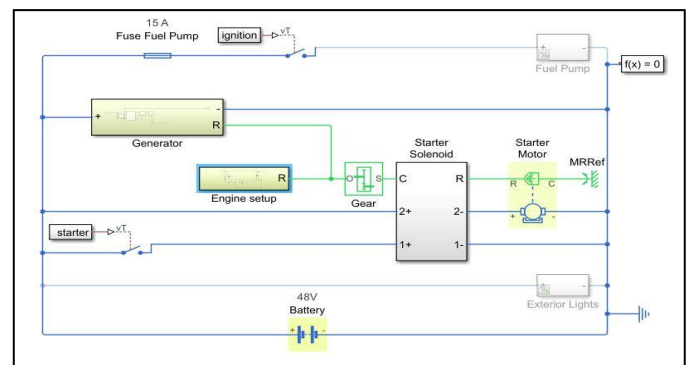 15 A
Fuse Fuel Pump
ignition
vT
+
-
Fuel Pump
f(x) = 0
+
-
R
Generator
R
Engine setup
O
S
Gear
Starter
Solenoid
C
R
2+
2-
1+
1-
Starter
Motor
R
C
+
-
MRRef
starter
vT
+
-
Exterior Lights
48V
Battery
+
-